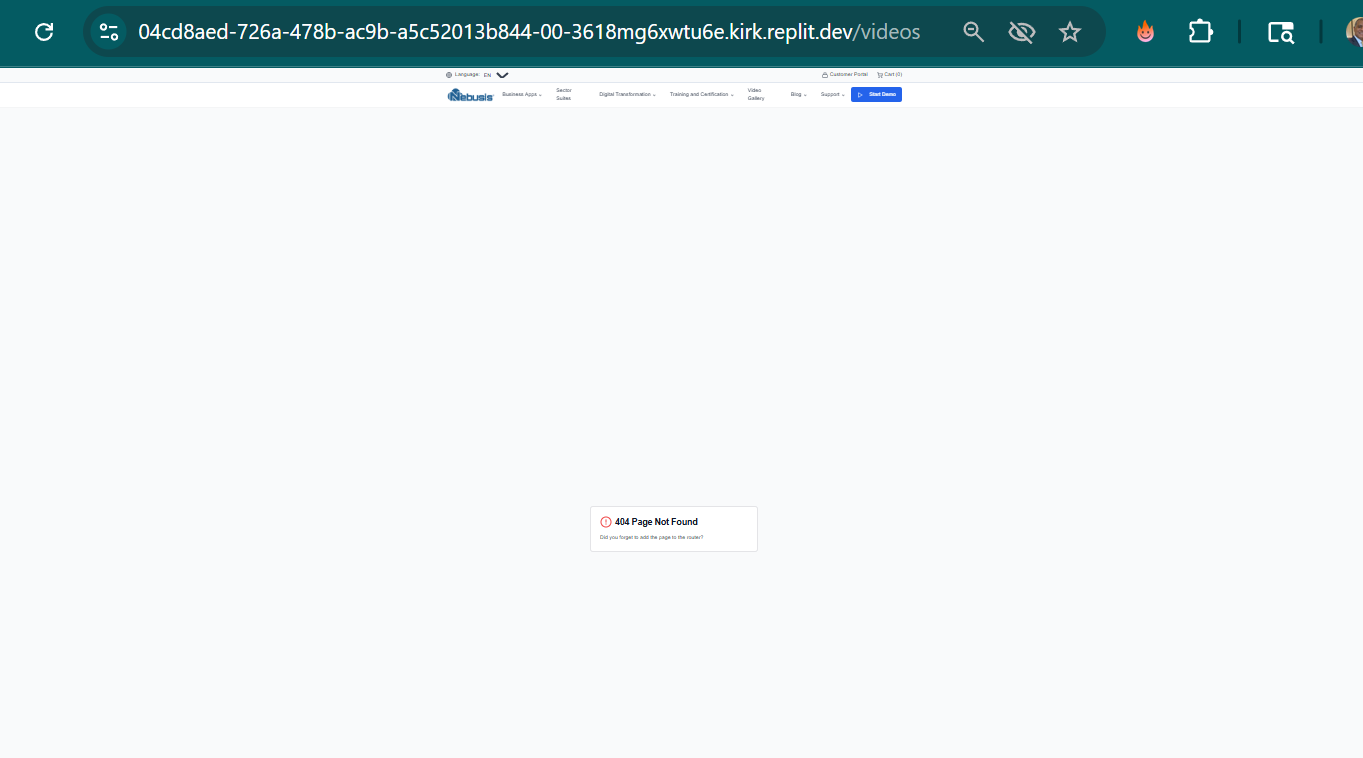 04cd8aed-726a-478b-ac9b-a5c52013b844-00-3618mg6xwtu6e.kirk.replit.dev/videos
Language: EN
Customer Portal
Cart (0)
Nebusis
Business Apps
Sector
Suites
Digital Transformation
Training and Certification
Video
Gallery
Blog
Support
Start Demo
404 Page Not Found
Did you forget to add the page to the router?